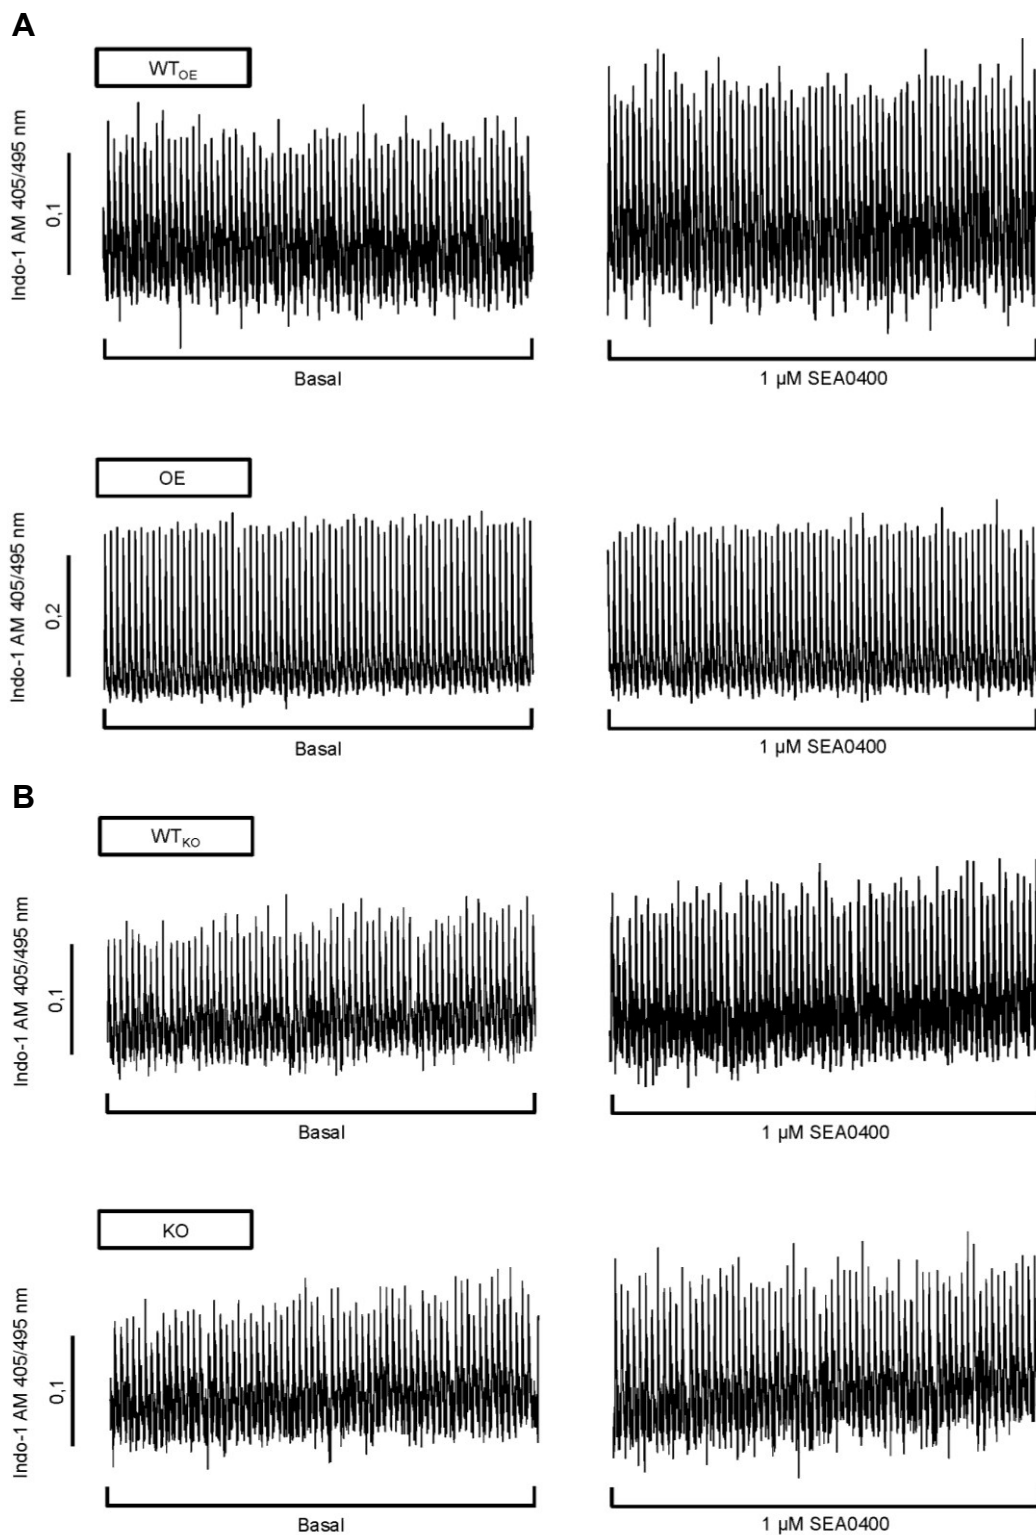 A
WT_OE
Indo-1 AM 405/495 nm
0,1
Basal
1 µM SEA0400
OE
Indo-1 AM 405/495 nm
0,2
Basal
1 µM SEA0400
B
WT_KO
Indo-1 AM 405/495 nm
0,1
Basal
1 µM SEA0400
KO
Indo-1 AM 405/495 nm
0,1
Basal
1 µM SEA0400